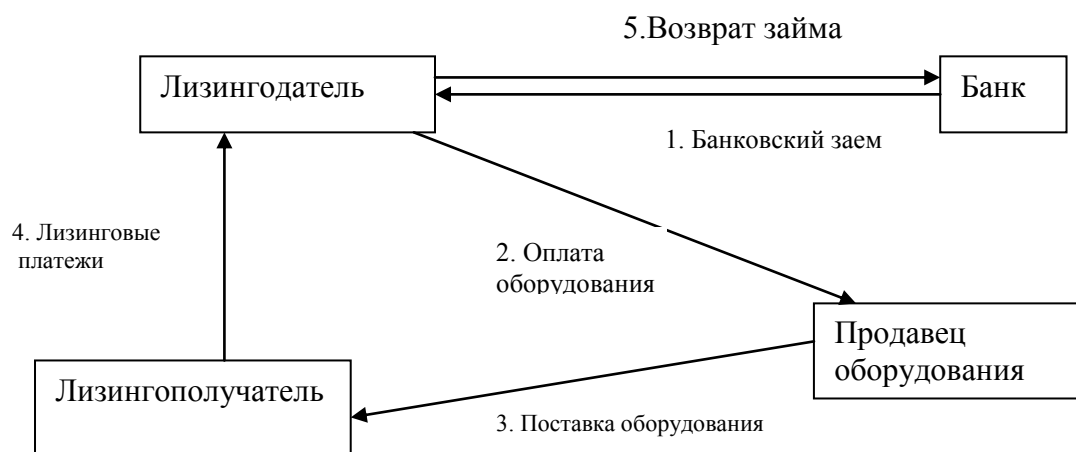 5.Возврат займа
Лизингодатель
Банк
1. Банковский заем
4. Лизинговые
платежи
2. Оплата
оборудования
Продавец
оборудования
Лизингополучатель
3. Поставка оборудования